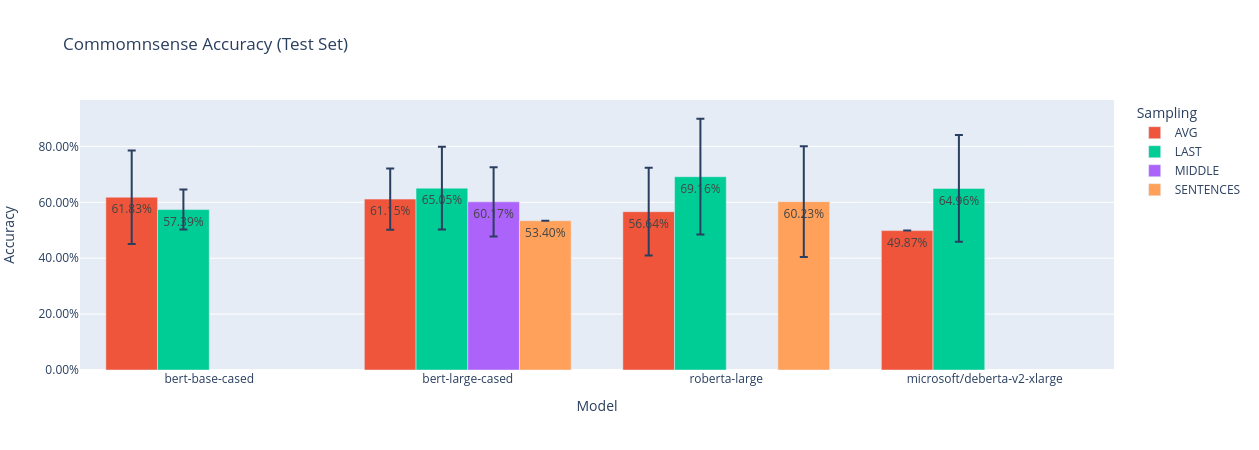 Commomnsense Accuracy (Test Set)
Sampling
AVG
LAST
MIDDLE
SENTENCES
Accuracy
80.00%
60.00%
40.00%
20.00%
0.00%
61.83%
57.39%
61.15%
65.05%
60.17%
53.40%
56.64%
69.16%
60.23%
49.87%
64.96%
bert-base-cased
bert-large-cased
roberta-large
microsoft/deberta-v2-xlarge
Model